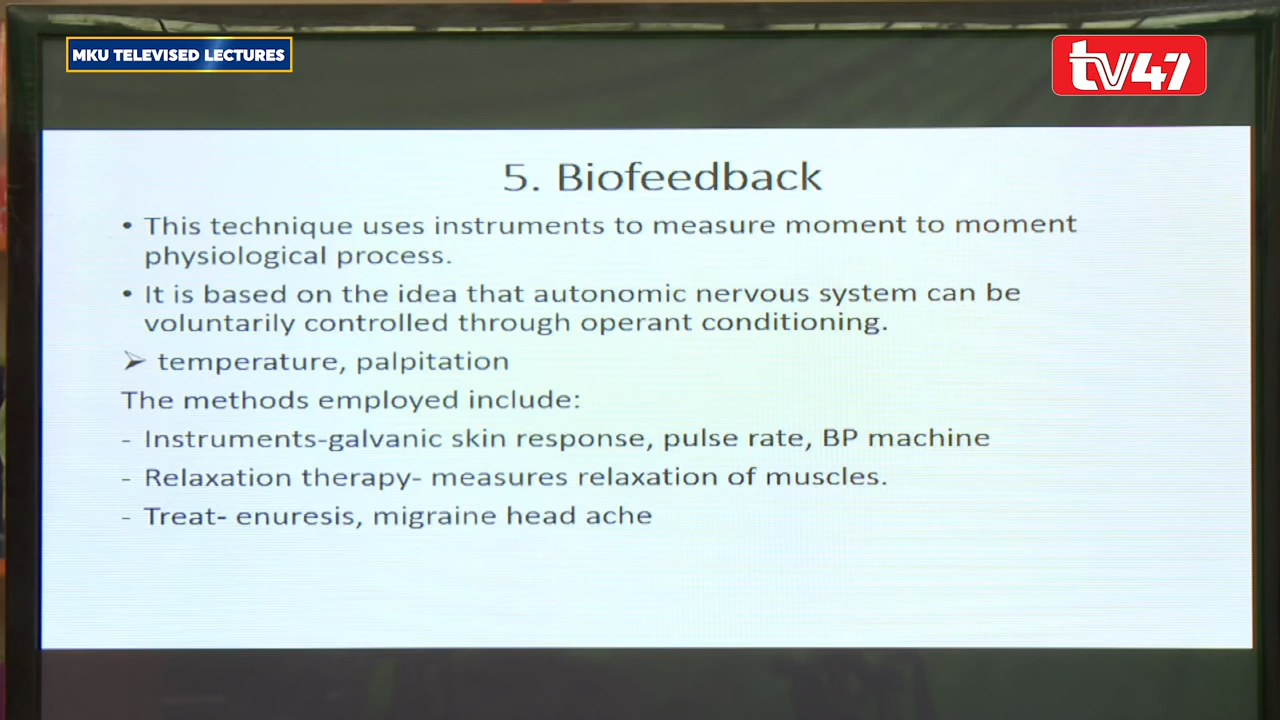 MKU TELEVISED LECTURES
tv47
5. Biofeedback
• This technique uses instruments to measure moment to moment
physiological process.
• It is based on the idea that autonomic nervous system can be
voluntarily controlled through operant conditioning.
➢ temperature, palpitation
The methods employed include:
- Instruments-galvanic skin response, pulse rate, BP machine
- Relaxation therapy- measures relaxation of muscles.
- Treat- enuresis, migraine head ache